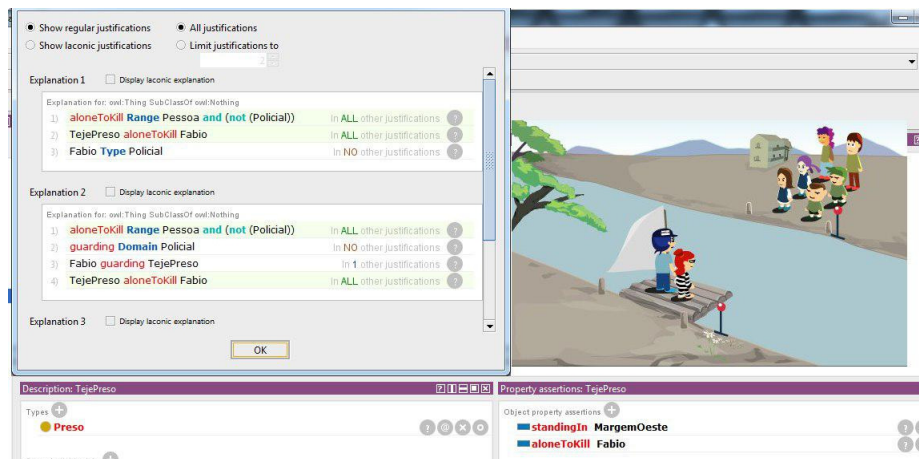 Show regular justifications
All justifications
Show laconic justifications
Limit justifications to
2
Explanation 1
Display laconic explanation
Explanation for: owl:Thing SubClassOf owl:Nothing
1) aloneToKill Range Pessoa and (not (Policial)) In ALL other justifications ?
2) TejePreso aloneToKill Fabio In ALL other justifications ?
3) Fabio Type Policial In NO other justifications ?
Explanation 2
Display laconic explanation
Explanation for: owl:Thing SubClassOf owl:Nothing
1) aloneToKill Range Pessoa and (not (Policial)) In ALL other justifications ?
2) guarding Domain Policial In NO other justifications ?
3) Fabio guarding TejePreso In 1 other justifications ?
4) TejePreso aloneToKill Fabio In ALL other justifications ?
Explanation 3
Display laconic explanation
OK
Description: TejePreso
Types
Preso
Property assertions: TejePreso
Object property assertions
standingIn MargemOeste
aloneToKill Fabio